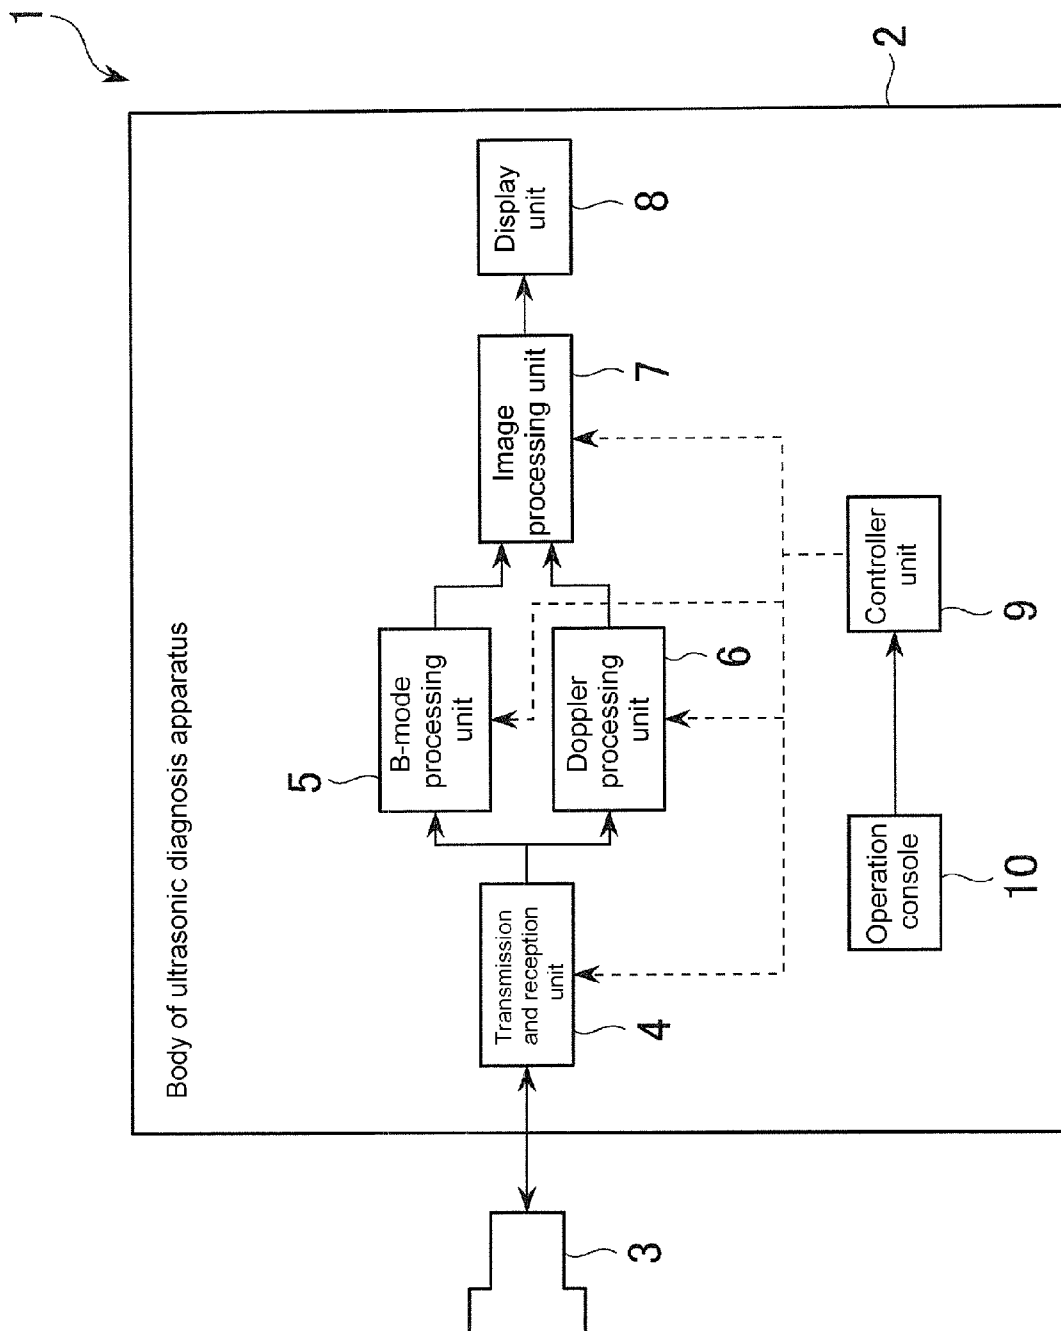 1
2
Body of ultrasonic diagnosis apparatus
3
Transmission
and reception
unit
4
5
B-mode
processing
unit
Doppler
processing
unit
6
Image
processing unit
7
Display
unit
8
Operation
console
10
Controller
unit
9